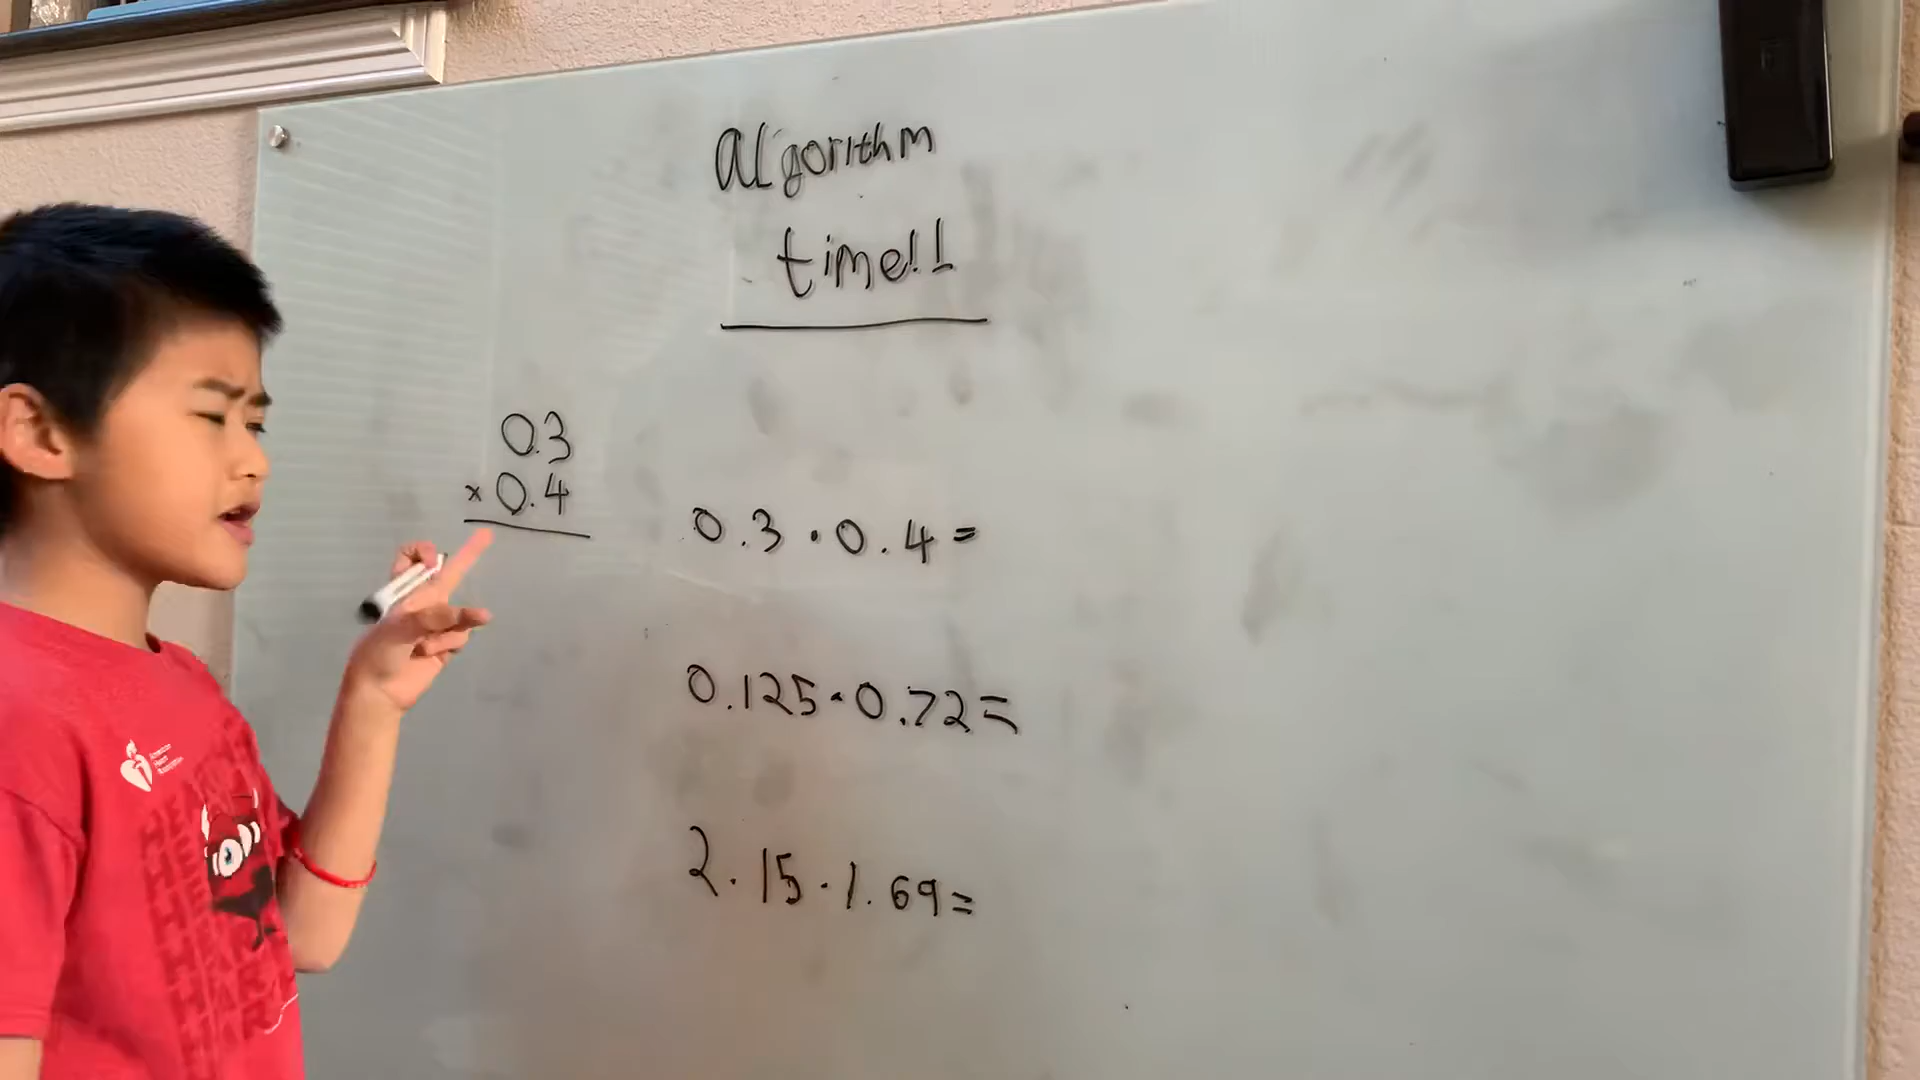 algorithm
time!!
0.3
× 0.4
0.3 · 0.4 =
0.125 · 0.72 =
2.15 · 1.69 =